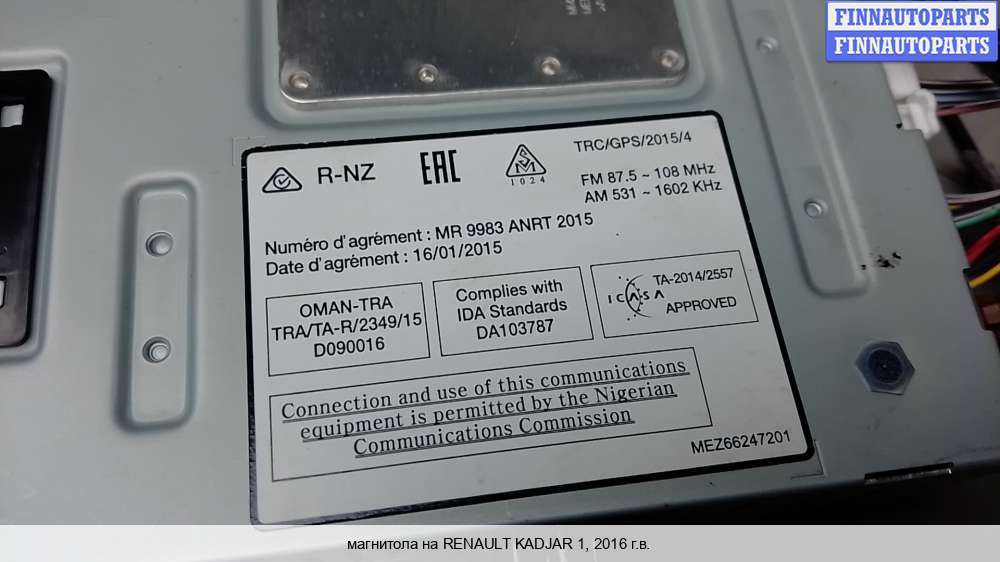 FINNAUTOPARTS
FINNAUTOPARTS
R-NZ
EAC
SM
1024
TRC/GPS/2015/4
FM 87.5 ~ 108 MHz
AM 531 ~ 1602 KHz
Numéro d'agrément : MR 9983 ANRT 2015
Date d'agrément : 16/01/2015
OMAN-TRA
TRA/TA-R/2349/15
D090016
Complies with
IDA Standards
DA103787
ICASA
TA-2014/2557
APPROVED
Connection and use of this communications
equipment is permitted by the Nigerian
Communications Commission
MEZ66247201
магнитола на RENAULT KADJAR 1, 2016 г.в.